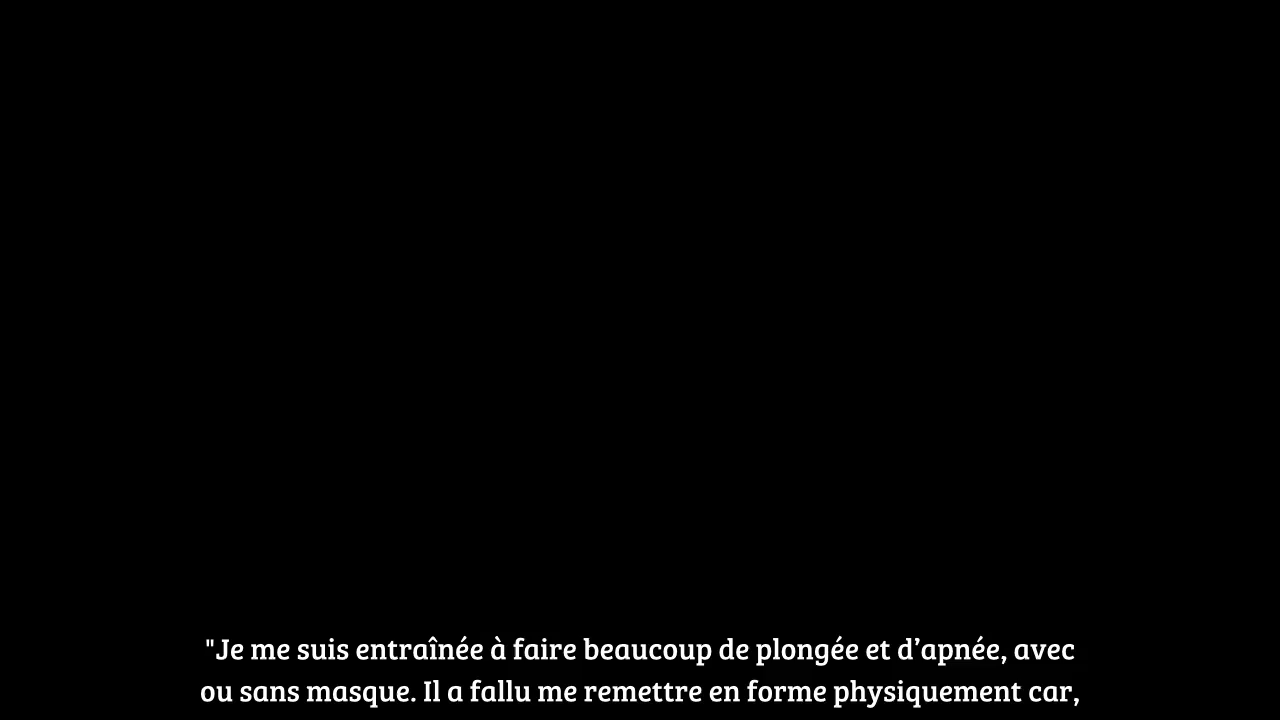 "Je me suis entraînée à faire beaucoup de plongée et d’apnée, avec
ou sans masque. Il a fallu me remettre en forme physiquement car,